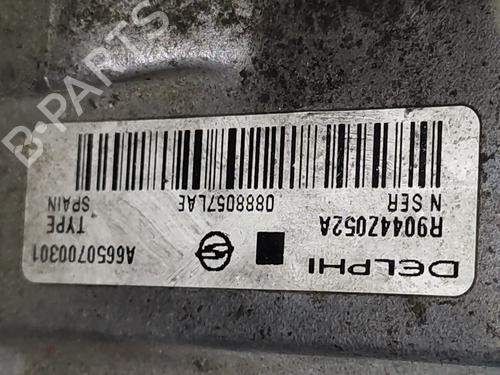 DELPHI
R9044Z052A
A6650700301
N SER
TYPE
0888057LAE
SPAIN
B-PARTS